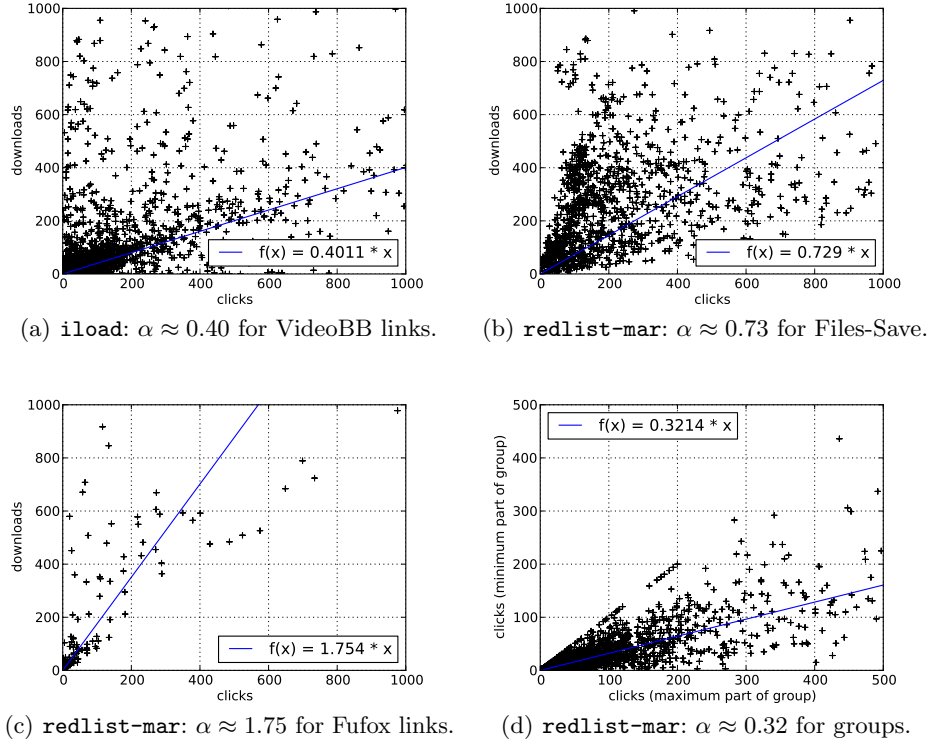 1000
800
600
400
200
0
downloads
0 200 400 600 800 1000
clicks
f(x) = 0.4011 * x
(a) iload: α ≈ 0.40 for VideoBB links.
1000
800
600
400
200
0
downloads
0 200 400 600 800 1000
clicks
f(x) = 0.729 * x
(b) redlist-mar: α ≈ 0.73 for Files-Save.
1000
800
600
400
200
0
downloads
0 200 400 600 800 1000
clicks
f(x) = 1.754 * x
(c) redlist-mar: α ≈ 1.75 for Fufox links.
500
400
300
200
100
0
clicks (minimum part of group)
0 100 200 300 400 500
clicks (maximum part of group)
f(x) = 0.3214 * x
(d) redlist-mar: α ≈ 0.32 for groups.